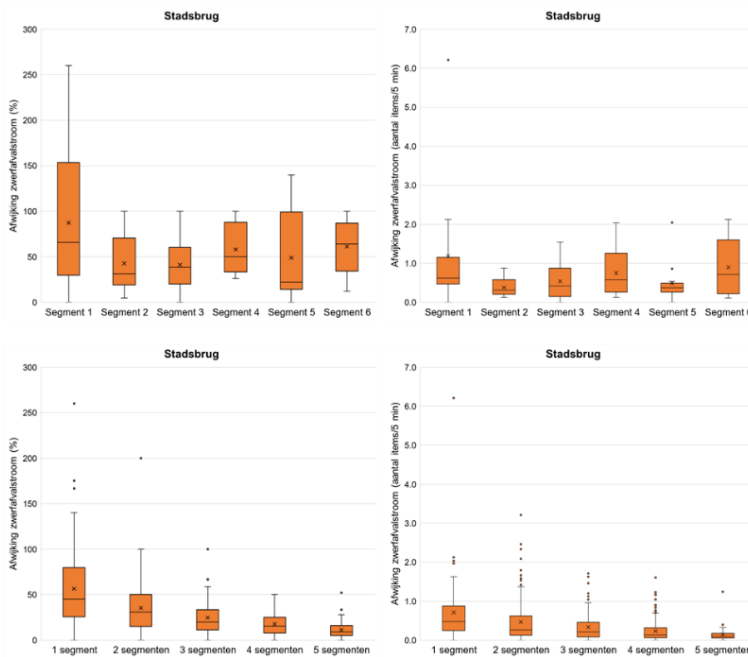 Stadsbrug
Afwijking zwerfafvalstroom (%)
300
250
200
150
100
50
0
Segment 1 Segment 2 Segment 3 Segment 4 Segment 5 Segment 6
Stadsbrug
Afwijking zwerfafvalstroom (aantal items/5 min)
7.0
6.0
5.0
4.0
3.0
2.0
1.0
0.0
Segment 1 Segment 2 Segment 3 Segment 4 Segment 5 Segment 6
Stadsbrug
Afwijking zwerfafvalstroom (%)
300
250
200
150
100
50
0
1 segment 2 segmenten 3 segmenten 4 segmenten 5 segmenten
Stadsbrug
Afwijking zwerfafvalstroom (aantal items/5 min)
7.0
6.0
5.0
4.0
3.0
2.0
1.0
0.0
1 segment 2 segmenten 3 segmenten 4 segmenten 5 segmenten